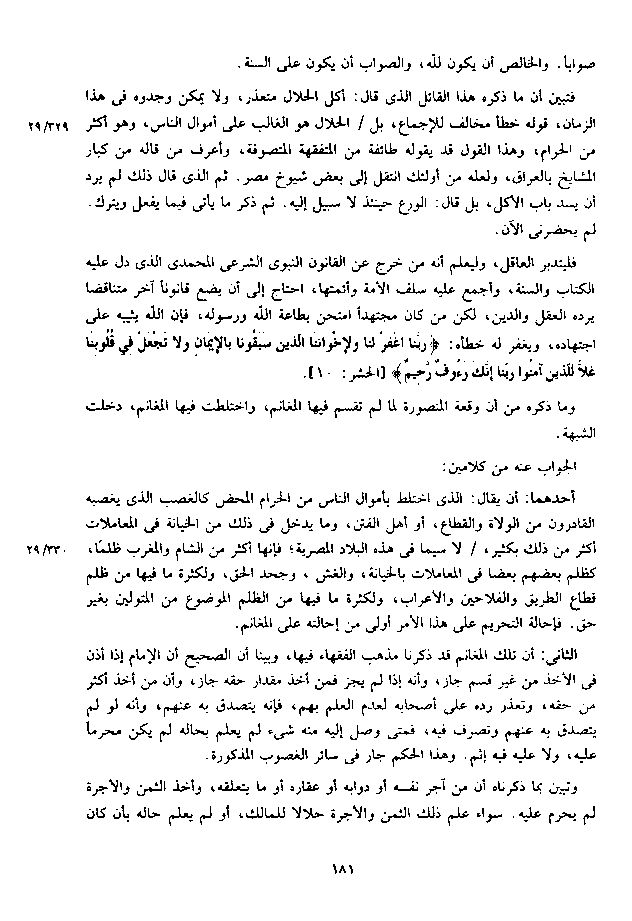 صواباً. والخالص أن يكون لله، والصواب أن يكون على السنة.
فتبين أن ما ذكره هذا القائل الذى قال: أكل الحلال متعذر، ولا يمكن وجدوه فى هذا
٢٩/٣٢٩ الزمان، قوله خطأ مخالف للإجماع، بل / الحلال هو الغالب على أموال الناس، وهو أكثر
من الحرام، وهذا القول قد يقوله طائفة من المتفقهة المتصوفة، وأعرف من قاله من كبار
المشايخ بالعراق، ولعله من أولئك انتقل إلى بعض شيوخ مصر. ثم الذى قال ذلك لم يرد
أن يسد باب الأكل، بل قال: الورع حينئذ لا سبيل إليه. ثم ذكر ما يأتى فيما يفعل ويترك.
لم يحضرنى الآن.
فليتدبر العاقل، وليعلم أنه من خرج عن القانون النبوى الشرعى المحمدى الذى دل عليه
الكتاب والسنة، وأجمع عليه سلف الأمة وأئمتها، احتاج إلى أن يضع قانوناً آخر متناقضا
يرده العقل والدين، لكن من كان مجتهداً امتحن بطاعة الله ورسوله، فإن الله يثيبه على
اجتهاده، ويغفر له خطأه: ﴿رَبَّنَا اغْفِرْ لَنَا وَلِإِخْوَانِنَا الَّذِينَ سَبَقُونَا بِالإِيمَانِ وَلا تَجْعَلْ فِي قُلُوبِنَا
غِلاًّ لِّلَّذِينَ آمَنُوا رَبَّنَا إِنَّكَ رَءُوفٌ رَّحِيمٌ﴾ [الحشر: ١٠].
وما ذكره من أن وقعة المنصورة لما لم تقسم فيها المغانم، واختلطت فيها المغانم، دخلت
الشبهة.
الجواب عنه من كلامين:
أحدهما: أن يقال: الذى اختلط بأموال الناس من الحرام المحض كالغصب الذى يغصبه
القادرون من الولاة والقطاع، أو أهل الفتن، وما يدخل فى ذلك من الخيانة فى المعاملات
٢٩/٣٣٠ أكثر من ذلك بكثير، / لا سيما فى هذه البلاد المصرية؛ فإنها أكثر من الشام والمغرب ظلمًا،
كظلم بعضهم بعضا فى المعاملات بالخيانة، والغش ، وجحد الحق، ولكثرة ما فيها من ظلم
قطاع الطريق والفلاحين والأعراب، ولكثرة ما فيها من الظلم الموضوع من المتولين بغير
حق. فإحالة التحريم على هذا الأمر أولى من إحالته على المغانم.
الثانى: أن تلك المغانم قد ذكرنا مذهب الفقهاء فيها، وبينا أن الصحيح أن الإمام إذا أذن
فى الأخذ من غير قسم جاز، وأنه إذا لم يجز فمن أخذ مقدار حقه جاز، وأن من أخذ أكثر
من حقه، وتعذر رده على أصحابه لعدم العلم بهم، فإنه يتصدق به عنهم، وأنه لو لم
يتصدق به عنهم وتصرف فيه، فمتى وصل إليه منه شىء لم يعلم بحاله لم يكن محرماً
عليه، ولا عليه فيه إثم. وهذا الحكم جار فى سائر الغصوب المذكورة.
وتبين بما ذكرناه أن من آجر نفسه أو دوابه أو عقاره أو ما يتعلقه، وأخذ الثمن والأجرة
لم يحرم عليه. سواء علم ذلك الثمن والأجرة حلالا للمالك، أو لم يعلم حاله بأن كان
١٨١